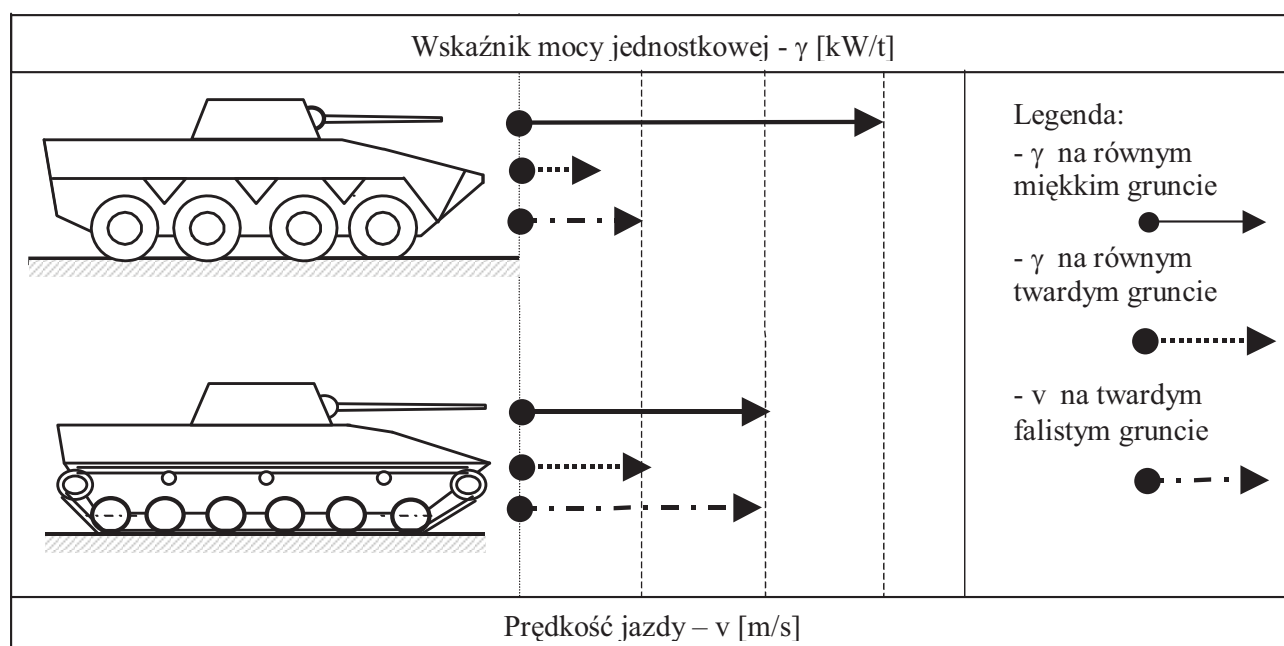 Wskaźnik mocy jednostkowej - γ [kW/t]
Legenda:
- γ na równym
miękkim gruncie
- γ na równym
twardym gruncie
- v na twardym
falistym gruncie
Prędkość jazdy – v [m/s]